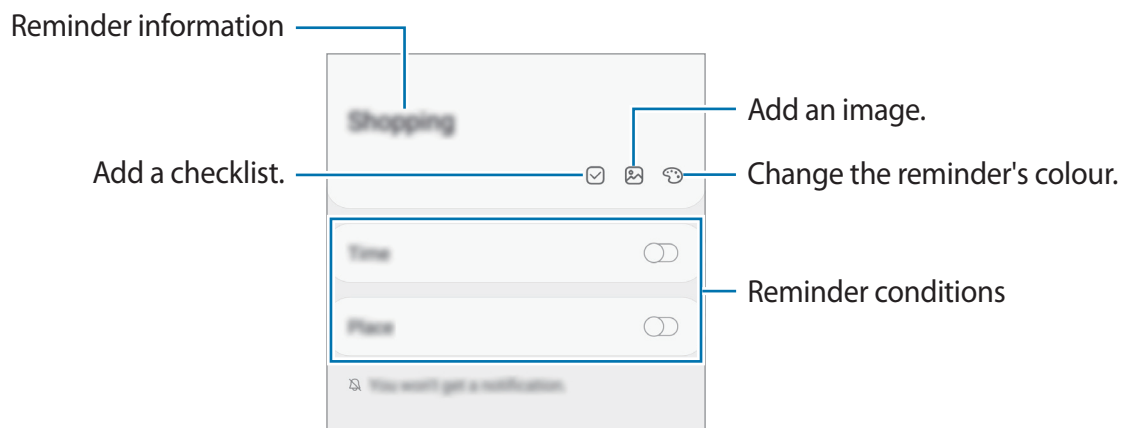 Reminder information
Shopping
Add an image.
Add a checklist.
Change the reminder's colour.
Time
Reminder conditions
Place
You won't get a notification.